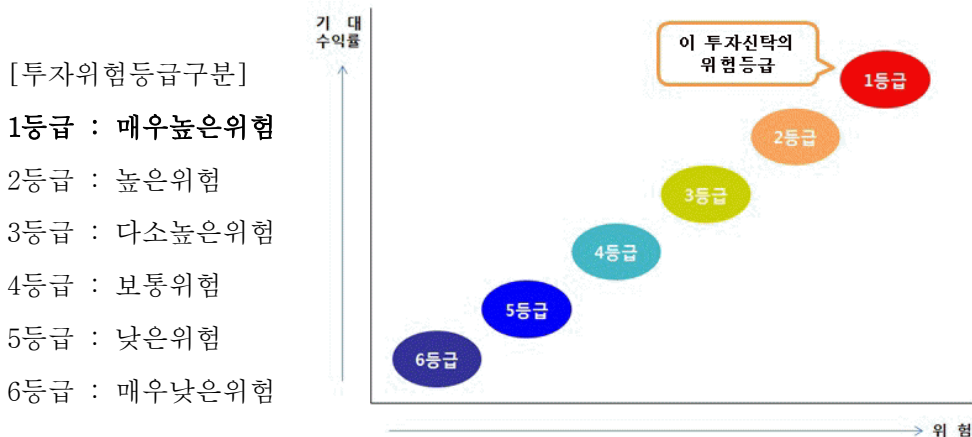 [투자위험등급구분]
1등급 : 매우높은위험
2등급 : 높은위험
3등급 : 다소높은위험
4등급 : 보통위험
5등급 : 낮은위험
6등급 : 매우낮은위험
기 대
수익률
이 투자신탁의
위험등급
1등급
2등급
3등급
4등급
5등급
6등급
위 험